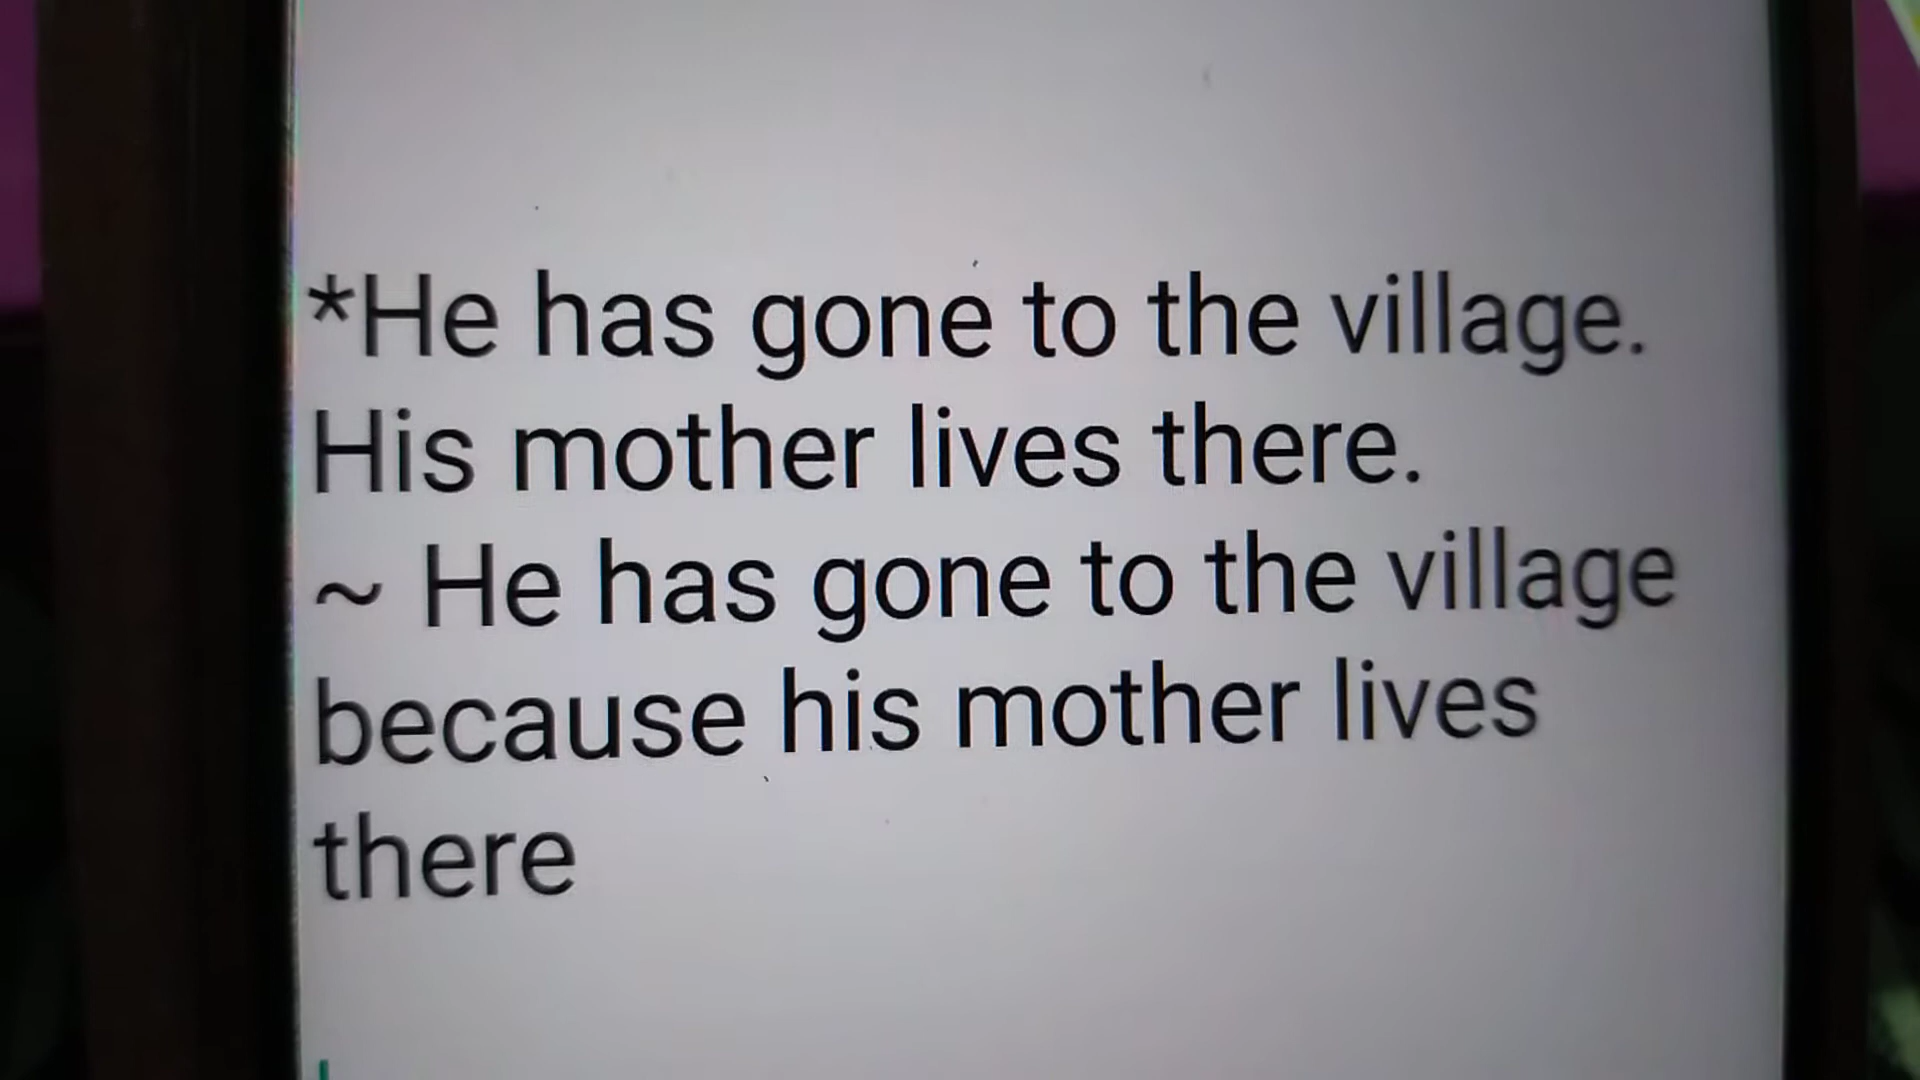 *He has gone to the village.
His mother lives there.
~ He has gone to the village
because his mother lives
there